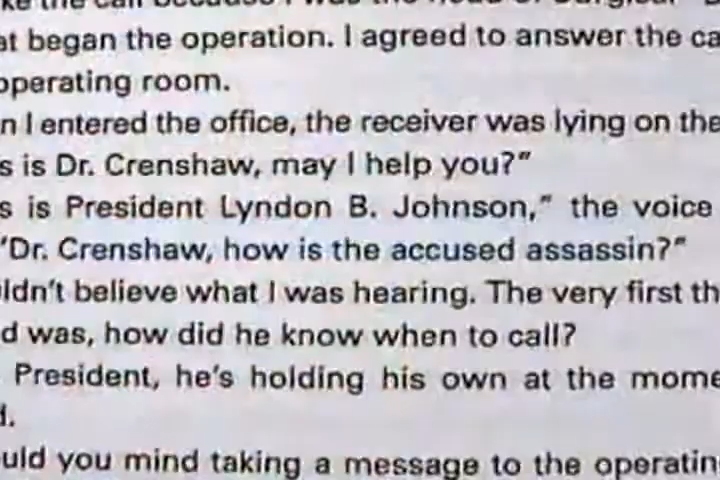 at began the operation. I agreed to answer the ca
operating room.
n I entered the office, the receiver was lying on the
s is Dr. Crenshaw, may I help you?"
s is President Lyndon B. Johnson," the voice
"Dr. Crenshaw, how is the accused assassin?"
uldn't believe what I was hearing. The very first th
d was, how did he know when to call?
President, he's holding his own at the mome
d.
uld you mind taking a message to the operating